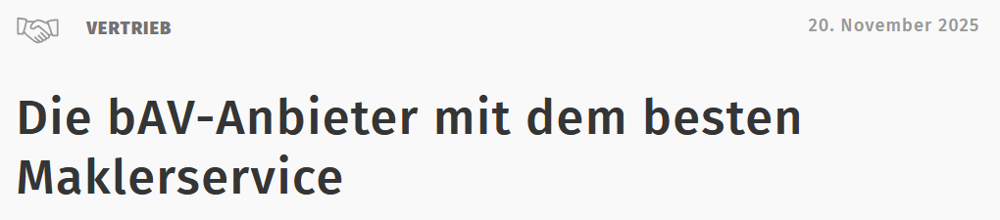 VERTRIEB
20. November 2025
Die bAV-Anbieter mit dem besten
Maklerservice